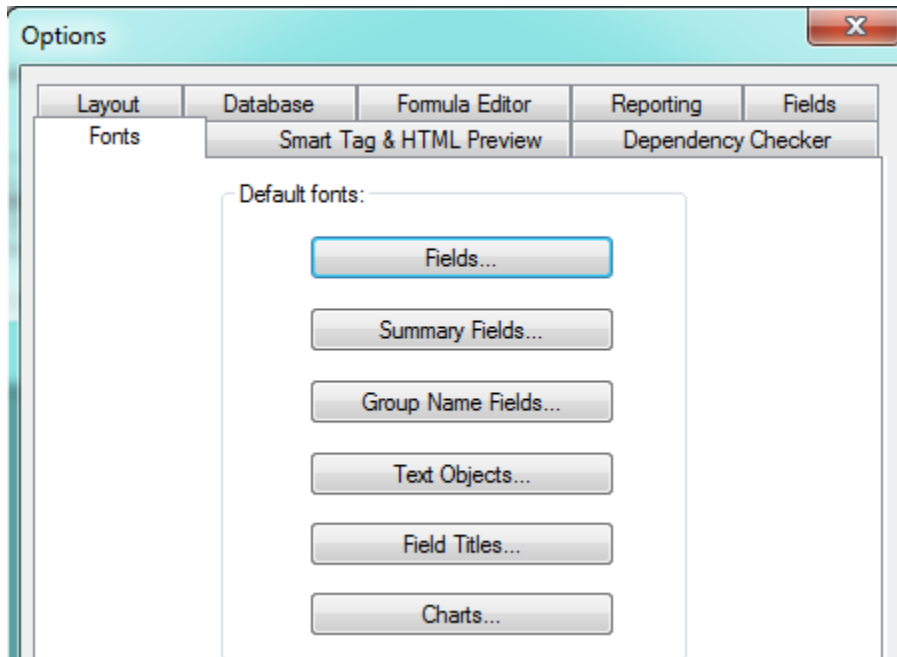 Options
Layout Database Formula Editor Reporting Fields
Fonts Smart Tag & HTML Preview Dependency Checker
Default fonts:
Fields...
Summary Fields...
Group Name Fields...
Text Objects...
Field Titles...
Charts...